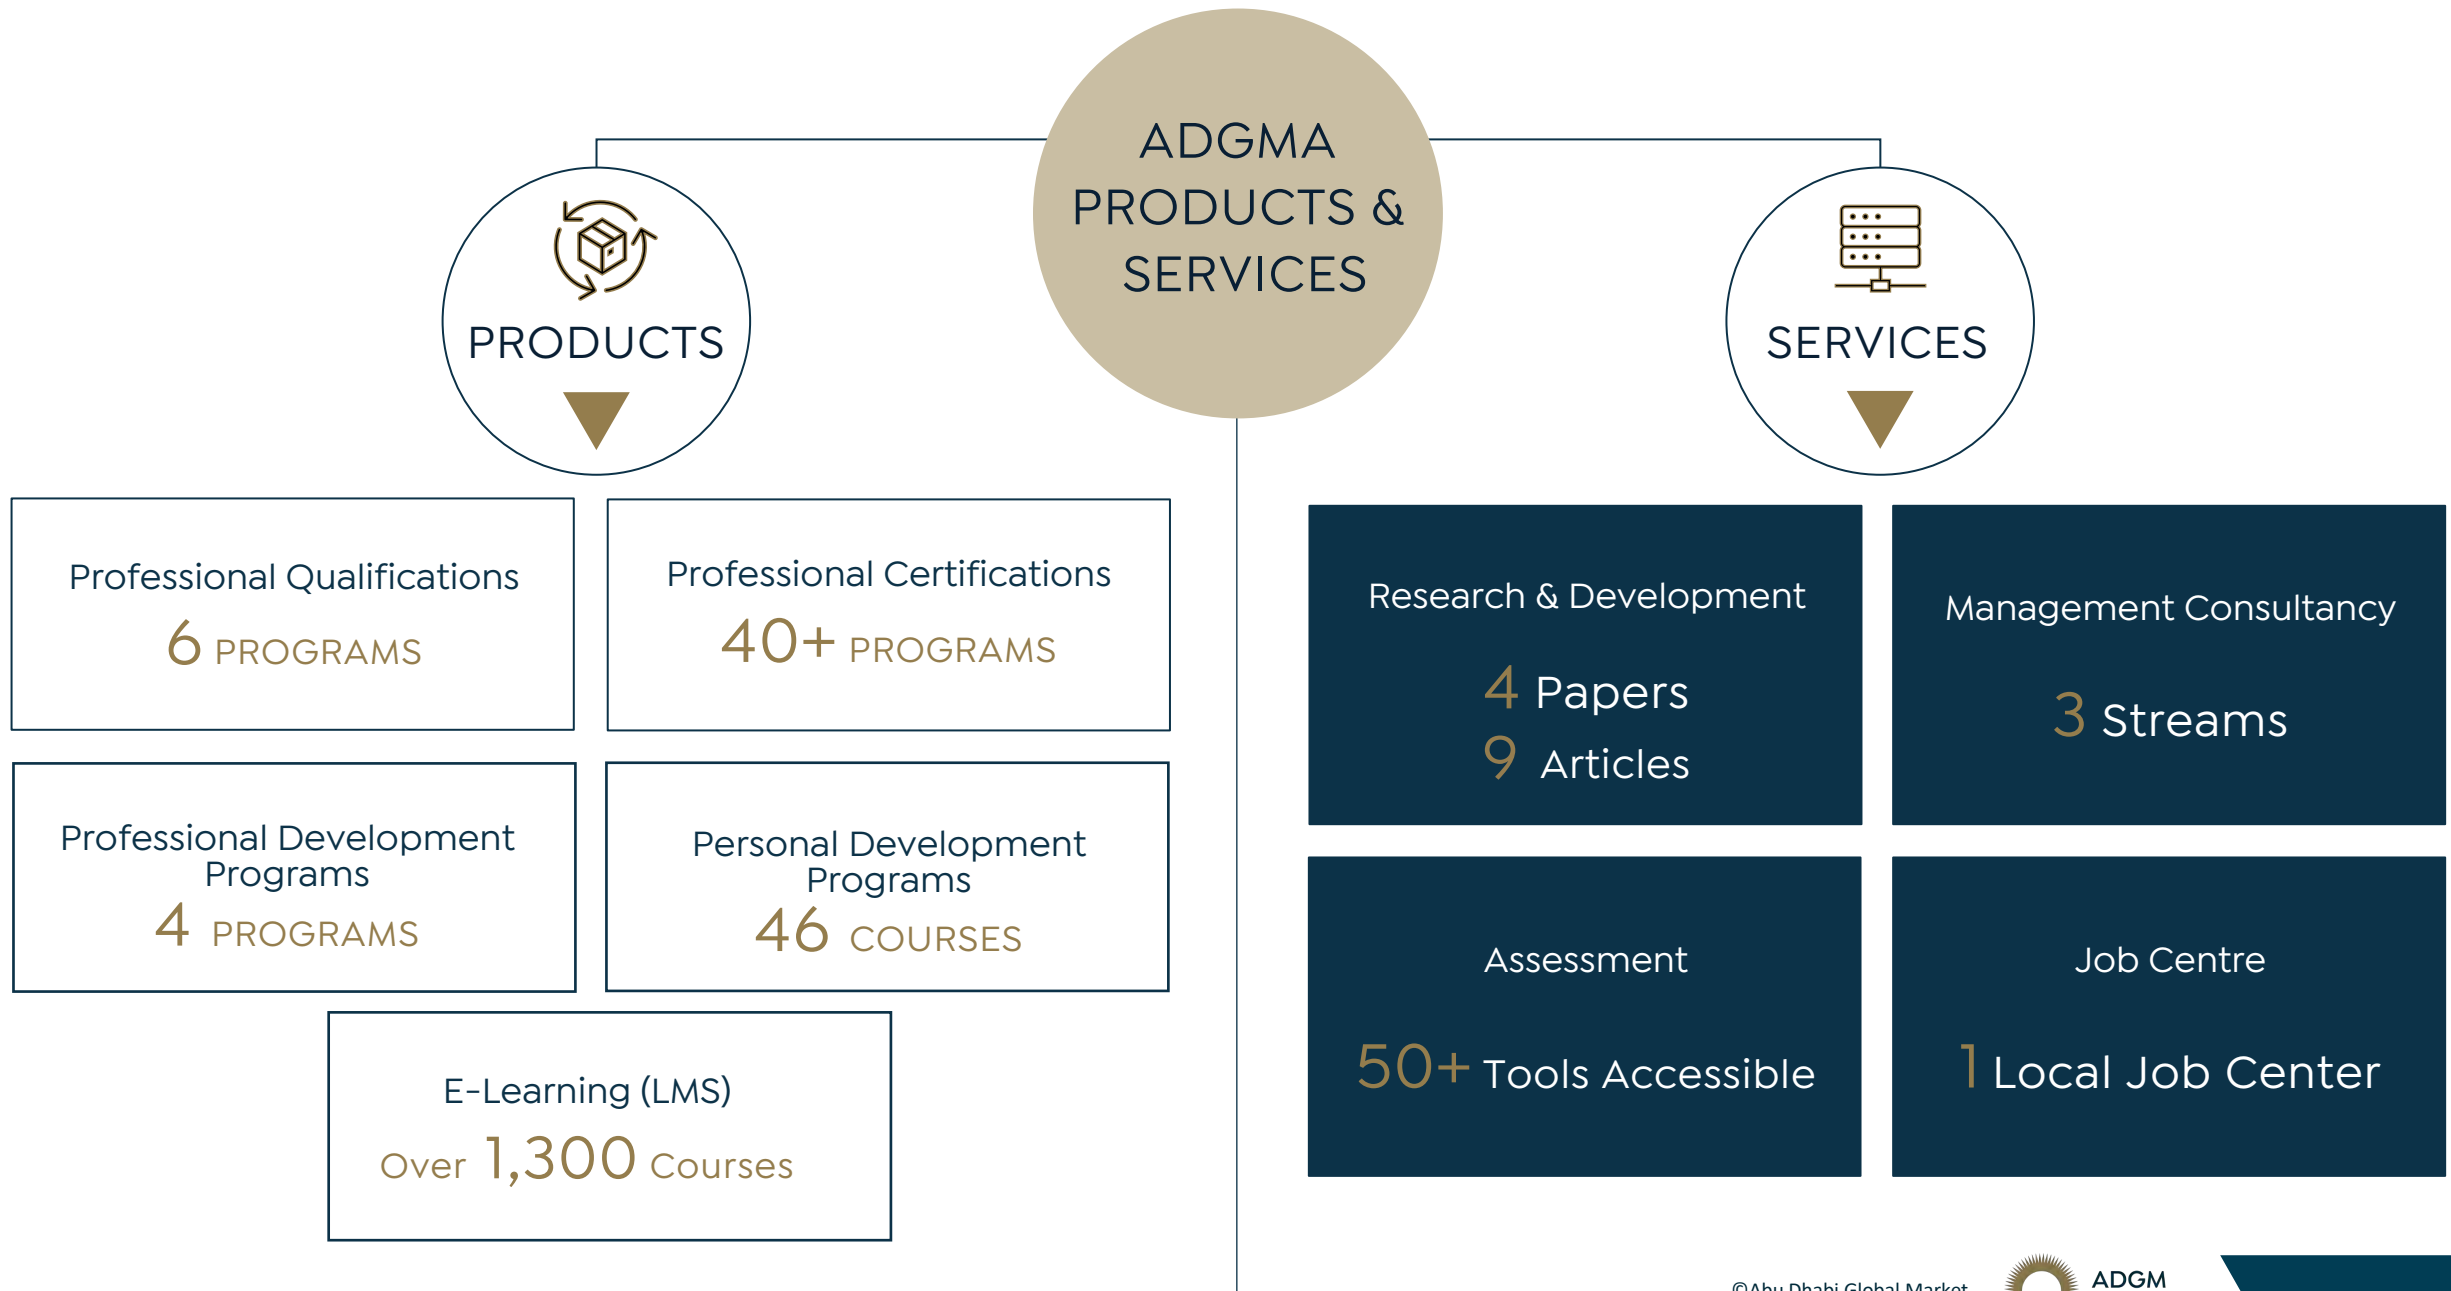 ADGMA
PRODUCTS &
SERVICES
PRODUCTS
Professional Qualifications
6 PROGRAMS
Professional Certifications
40+ PROGRAMS
Professional Development
Programs
4 PROGRAMS
Personal Development
Programs
46 COURSES
E-Learning (LMS)
Over 1,300 Courses
SERVICES
Research & Development
4 Papers
9 Articles
Management Consultancy
3 Streams
Assessment
50+ Tools Accessible
Job Centre
1 Local Job Center
©Abu Dhabi Global Market
ADGM